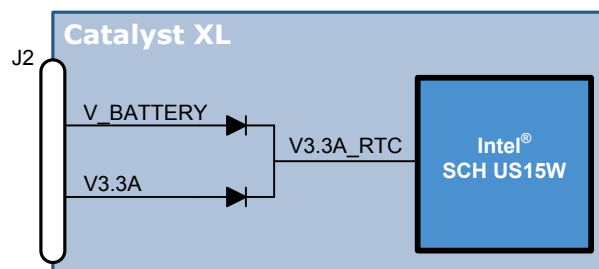 Catalyst XL
J2
V_BATTERY
V3.3A_RTC
V3.3A
Intel®
SCH US15W